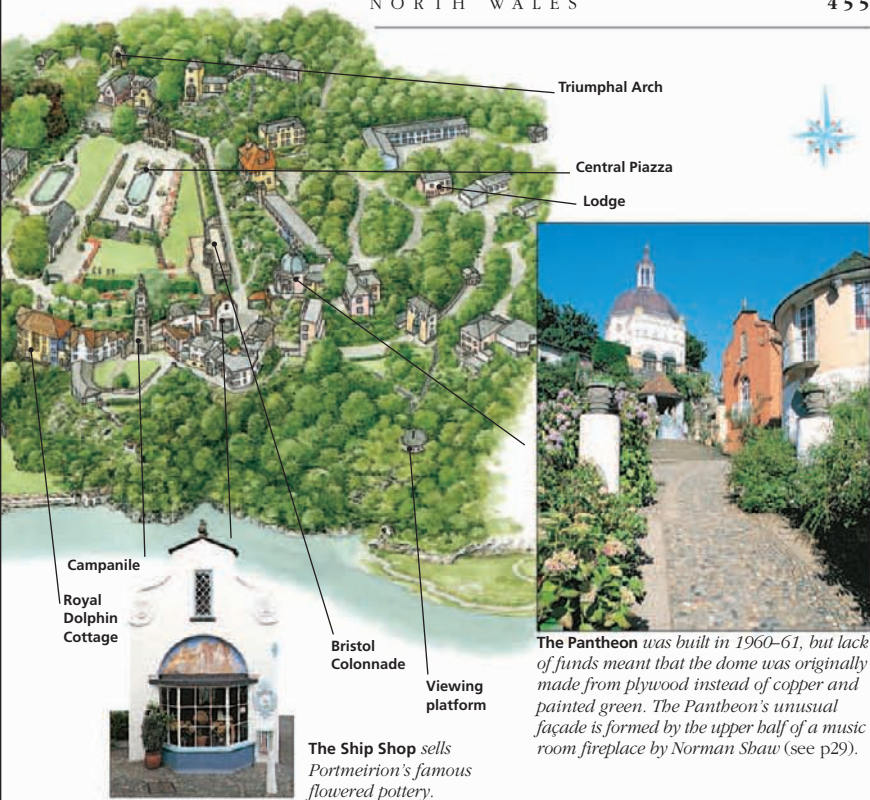 NORTH WALES 455
Triumphal Arch
Central Piazza
Lodge
Campanile
Royal
Dolphin
Cottage
Bristol
Colonnade
Viewing
platform
The Ship Shop sells
Portmeirion's famous
flowered pottery.
The Pantheon was built in 1960–61, but lack
of funds meant that the dome was originally
made from plywood instead of copper and
painted green. The Pantheon's unusual
façade is formed by the upper half of a music
room fireplace by Norman Shaw (see p29).